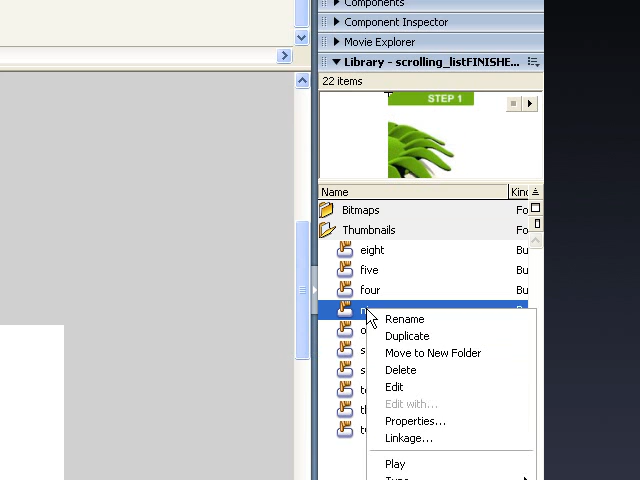 Components
Component Inspector
Movie Explorer
Library - scrolling_listFINISHE...
22 items
STEP 1
Name Kind
Bitmaps Fo
Thumbnails Fo
eight Bu
five Bu
four Bu
Rename
Duplicate
Move to New Folder
Delete
Edit
Edit with...
Properties...
Linkage...
Play
Type